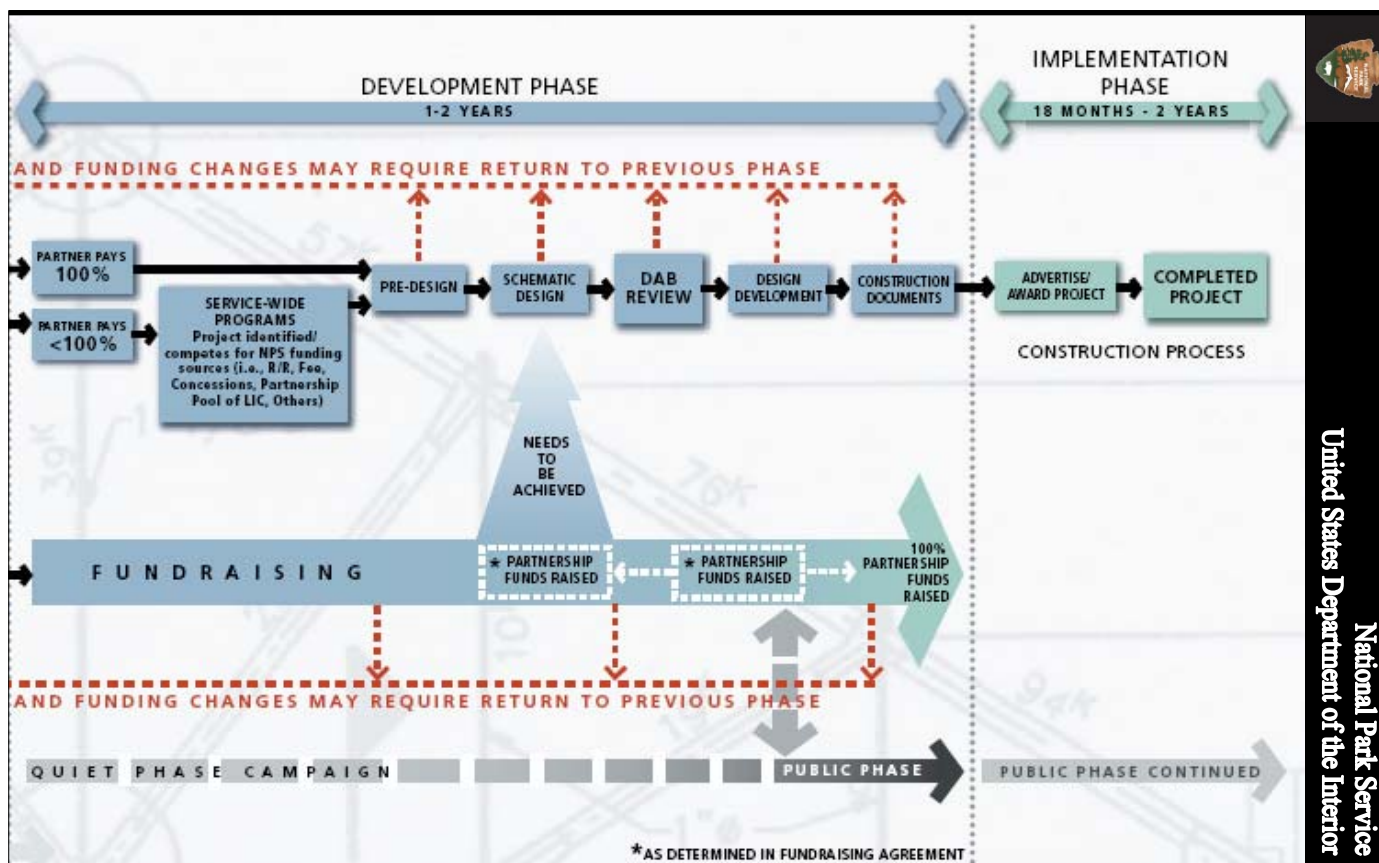 DEVELOPMENT PHASE
1-2 YEARS
IMPLEMENTATION
PHASE
18 MONTHS - 2 YEARS
AND FUNDING CHANGES MAY REQUIRE RETURN TO PREVIOUS PHASE
PARTNER PAYS
100%
PARTNER PAYS
<100%
SERVICE-WIDE
PROGRAMS
Project identified/
competes for NPS funding
sources (i.e., R/R, Fee,
Concessions, Partnership
Pool of LIC, Others)
PRE-DESIGN
SCHEMATIC
DESIGN
DAB
REVIEW
DESIGN
DEVELOPMENT
CONSTRUCTION
DOCUMENTS
ADVERTISE/
AWARD PROJECT
COMPLETED
PROJECT
CONSTRUCTION PROCESS
NEEDS
TO
BE
ACHIEVED
FUNDRAISING
* PARTNERSHIP
FUNDS RAISED
* PARTNERSHIP
FUNDS RAISED
100%
PARTNERSHIP
FUNDS
RAISED
AND FUNDING CHANGES MAY REQUIRE RETURN TO PREVIOUS PHASE
QUIET PHASE CAMPAIGN
PUBLIC PHASE
PUBLIC PHASE CONTINUED
*AS DETERMINED IN FUNDRAISING AGREEMENT
57K
39K
76K
94K
National Park Service
United States Department of the Interior